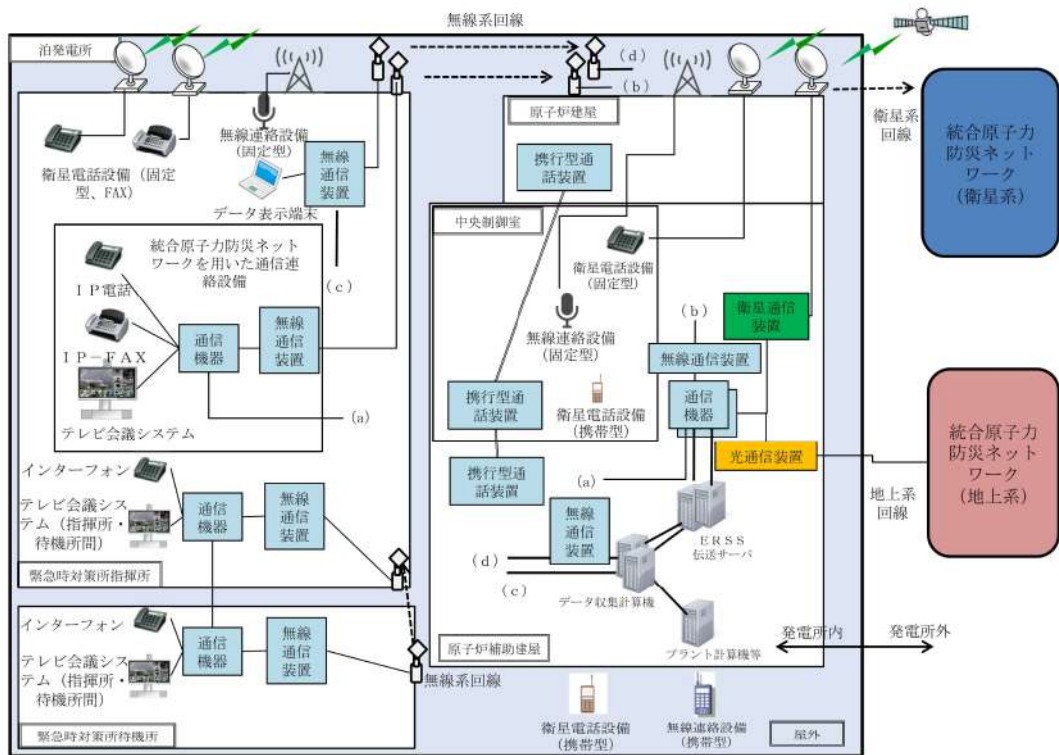 無線系回線
泊発電所
(d)
(b)
衛星電話設備（固定
型、FAX）
無線連絡設備
(固定型)
データ表示端末
無線
通信
装置
(c)
統合原子力防災ネット
ワークを用いた通信連
絡設備
ＩＰ電話
IP－ＦＡＸ
テレビ会議システム
通信
機器
無線
通信
装置
(a)
インターフォン
テレビ会議シス
テム（指揮所・
待機所間）
通信
機器
無線
通信
装置
緊急時対策所指揮所
インターフォン
テレビ会議シス
テム（指揮所・
待機所間）
通信
機器
無線
通信
装置
緊急時対策所待機所
無線系回線
原子炉建屋
携行型通
話装置
中央制御室
衛星電話設備
(固定型)
無線連絡設備
(固定型)
携行型通
話装置
衛星電話設備
(携帯型)
携行型通
話装置
(b)
無線通信装置
通信
機器
衛星通信
装置
光通信装置
(a)
無線
通信
装置
(d)
(c)
ＥＲＳＳ
伝送サーバ
データ収集計算機
プラント計算機等
原子炉補助建屋
衛星電話設備
(携帯型)
無線連絡設備
(携帯型)
屋外
衛星系
回線
統合原子力
防災ネット
ワーク
(衛星系)
統合原子力
防災ネット
ワーク
(地上系)
地上系
回線
発電所内
発電所外